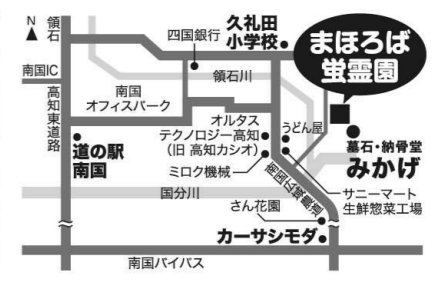 N
領石
四国銀行
久礼田
小学校
まほろば
蛍霊園
南国IC
領石川
高知東道路
南国
オフィスパーク
オルタス
テクノロジー高知
(旧 高知カシオ)
うどん屋
墓石・納骨堂
みかげ
道の駅
南国
ミロク機械
南国広域農道
サニーマート
生鮮惣菜工場
国分川
さん花園
カーサシモダ
南国バイパス